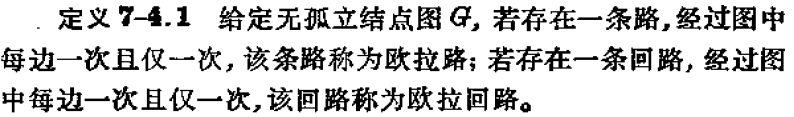 定义 7-4.1 给定无孤立结点图 G, 若存在一条路, 经过图中
每边一次且仅一次, 该条路称为欧拉路; 若存在一条回路, 经过图
中每边一次且仅一次, 该回路称为欧拉回路。